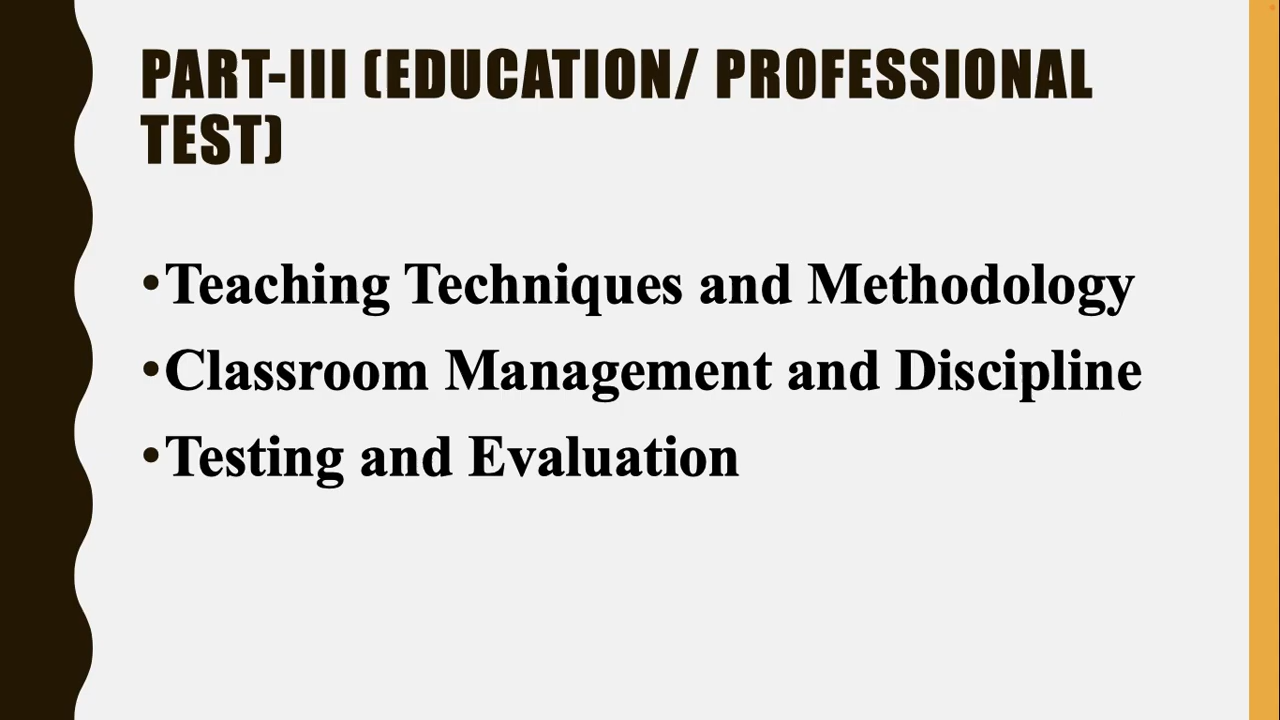 PART-III (EDUCATION/ PROFESSIONAL
TEST)
•Teaching Techniques and Methodology
•Classroom Management and Discipline
•Testing and Evaluation